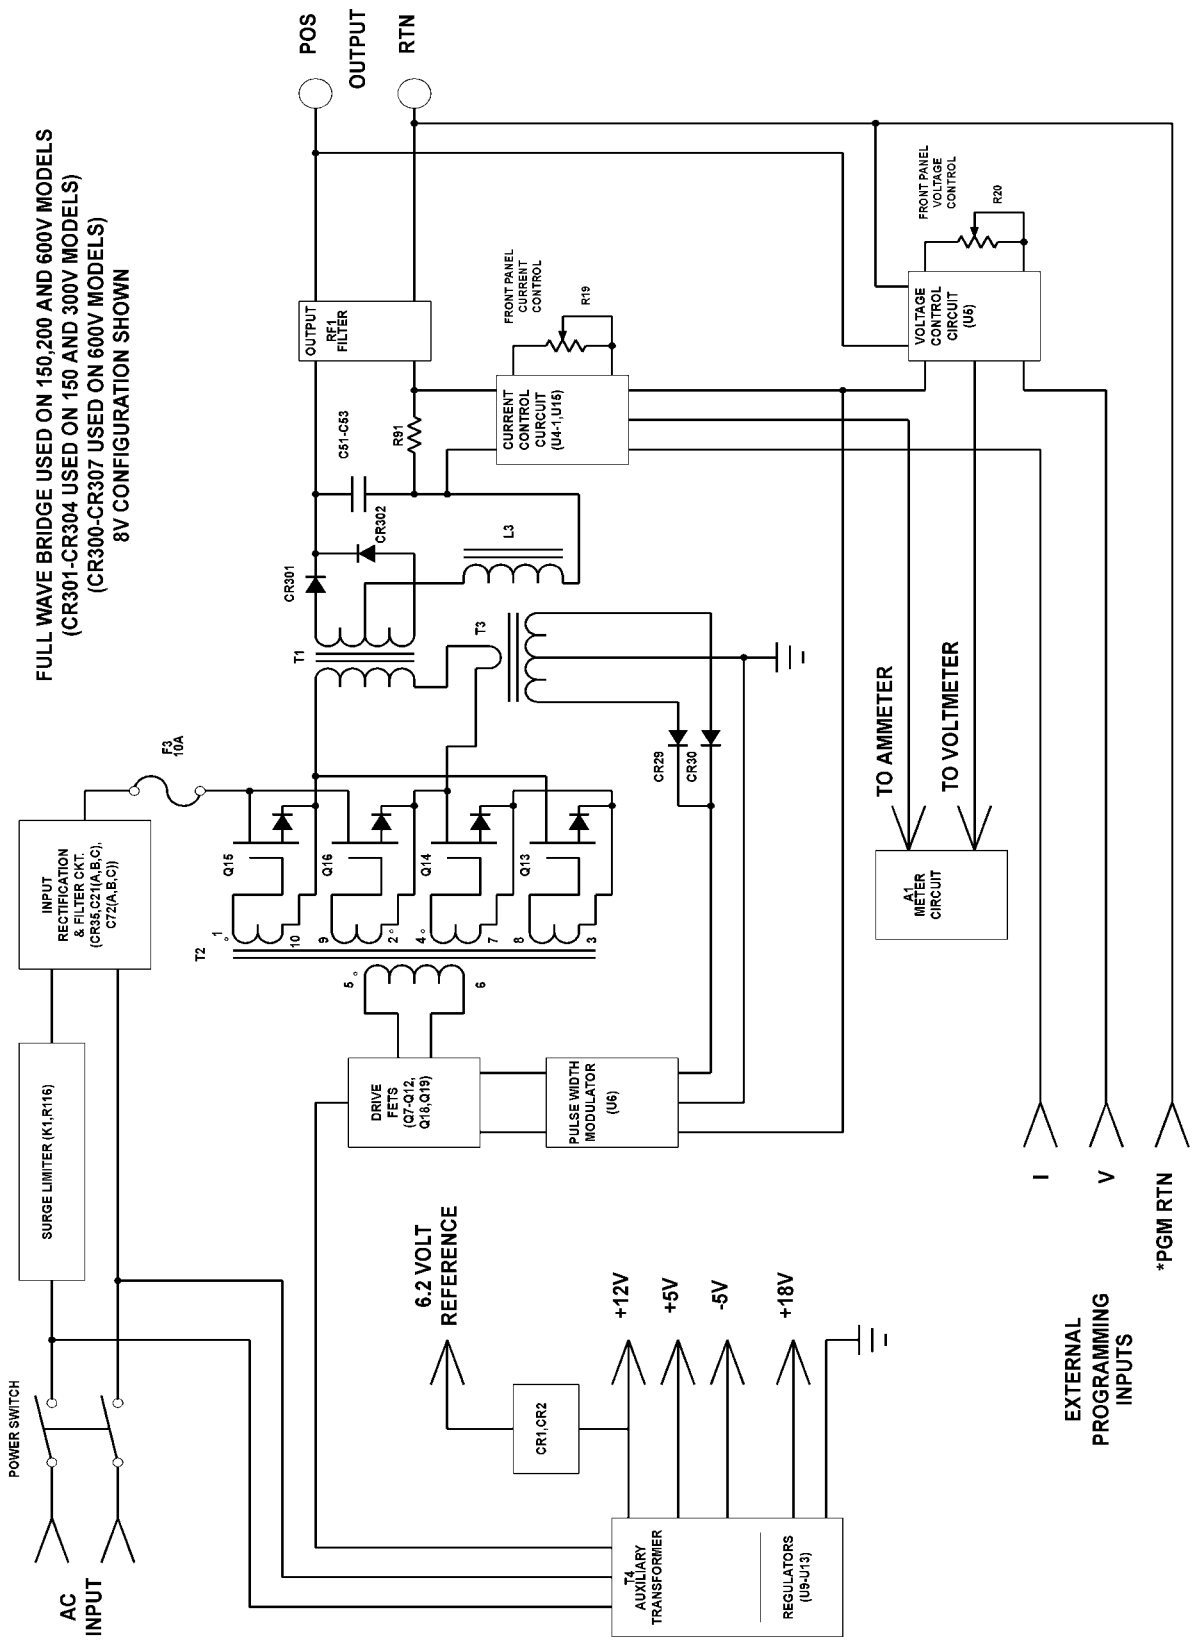 FULL WAVE BRIDGE USED ON 150,200 AND 600V MODELS
(CR301-CR304 USED ON 150 AND 300V MODELS)
(CR300-CR307 USED ON 600V MODELS)
8V CONFIGURATION SHOWN
AC
INPUT
POWER SWITCH
SURGE LIMITER (K1,R116)
INPUT
RECTIFICATION
& FILTER CKT.
(CR35,C21(A,B,C),
C72(A,B,C))
F3
10A
T2
1
10
9
2
4
7
8
3
5
6
Q15
Q16
Q14
Q13
T1
CR301
CR302
C51-C53
R91
L3
T3
OUTPUT
RF1
FILTER
POS
OUTPUT
RTN
DRIVE
FETS
(Q7-Q12,
Q18,Q19)
PULSE WIDTH
MODULATOR
(U6)
CR29
CR30
CURRENT
CONTROL
CURCUIT
(U4-1,U15)
FRONT PANEL
CURRENT
CONTROL
R19
VOLTAGE
CONTROL
CIRCUIT
(U5)
FRONT PANEL
VOLTAGE
CONTROL
R20
TO AMMETER
TO VOLTMETER
A1
METER
CIRCUIT
T4
AUXILIARY
TRANSFORMER
REGULATORS
(U9-U13)
CR1,CR2
6.2 VOLT
REFERENCE
+12V
+5V
-5V
+18V
EXTERNAL
PROGRAMMING
INPUTS
I
V
*PGM RTN